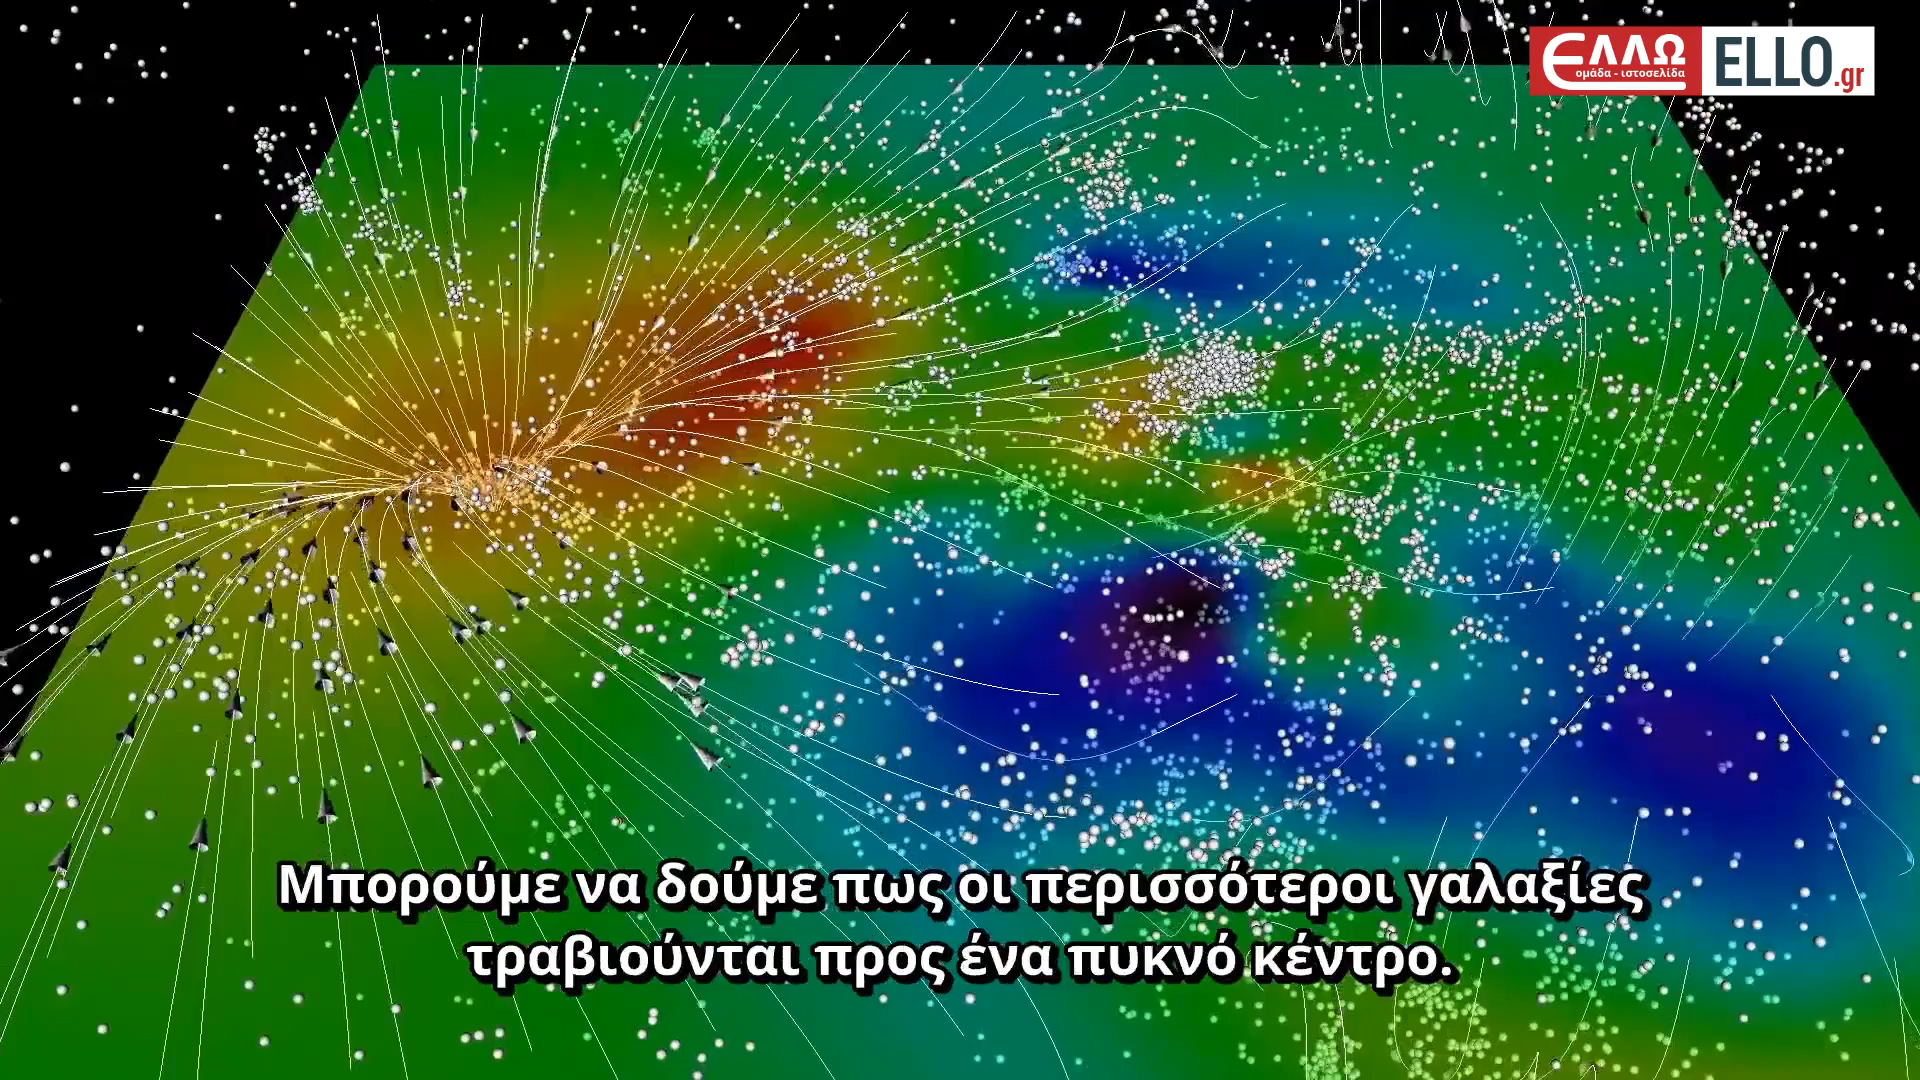 ΕΛΛΩ
ομάδα - ιστοσελίδα
ELLO.gr
Μπορούμε να δούμε πως οι περισσότεροι γαλαξίες
τραβιούνται προς ένα πυκνό κέντρο.